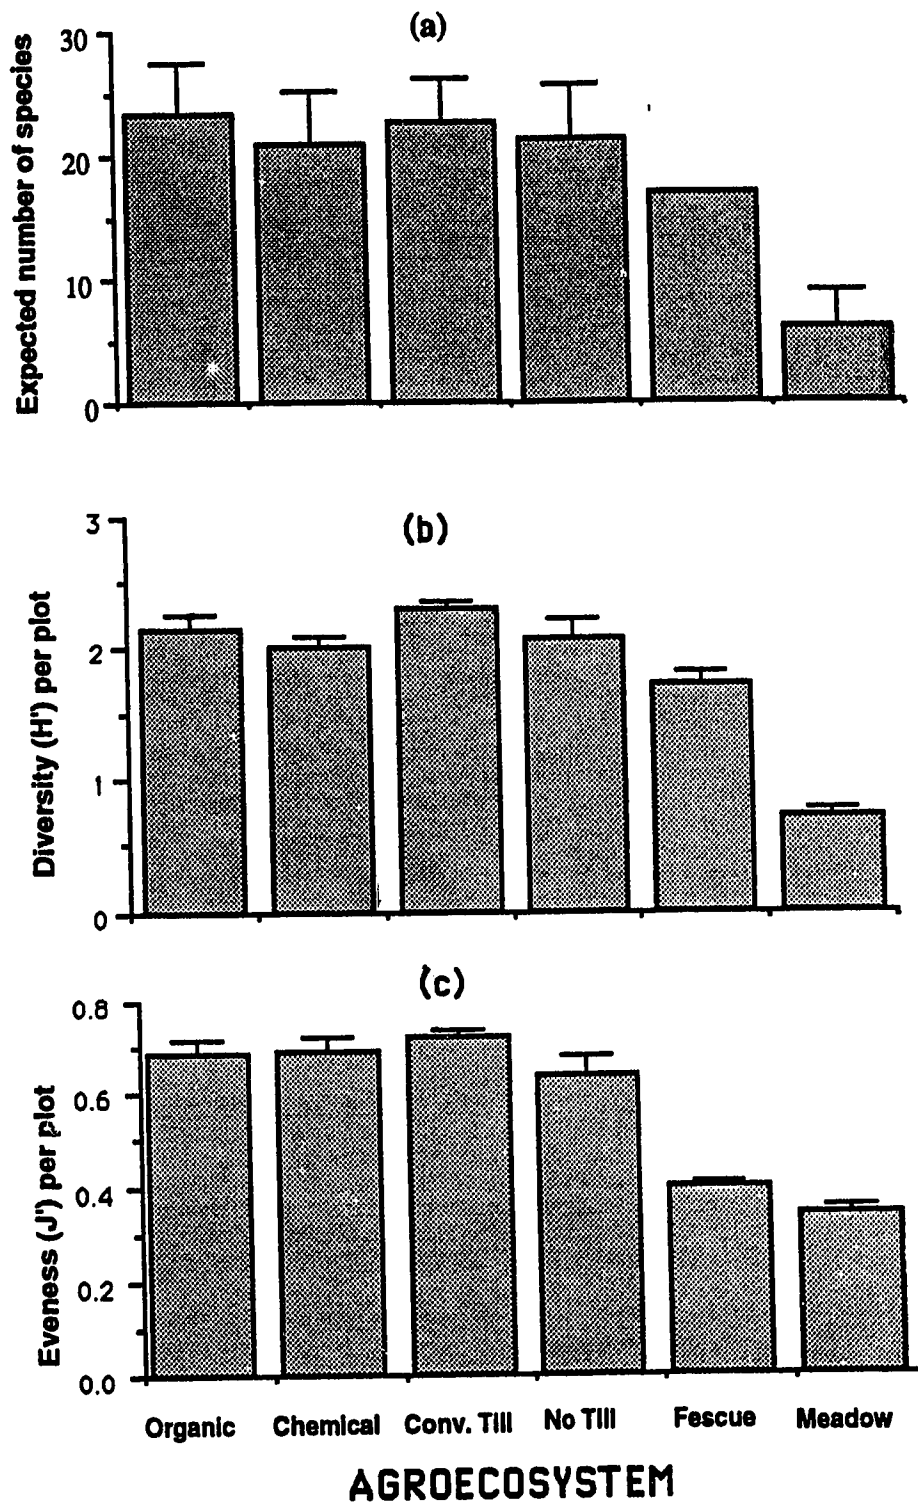 (a)
Expected number of species
30
20
10
0
(b)
Diversity (H') per plot
3
2
1
0
(c)
Eveness (J') per plot
0.8
0.6
0.4
0.2
0.0
Organic Chemical Conv. Till No Till Fescue Meadow
AGROECOSYSTEM